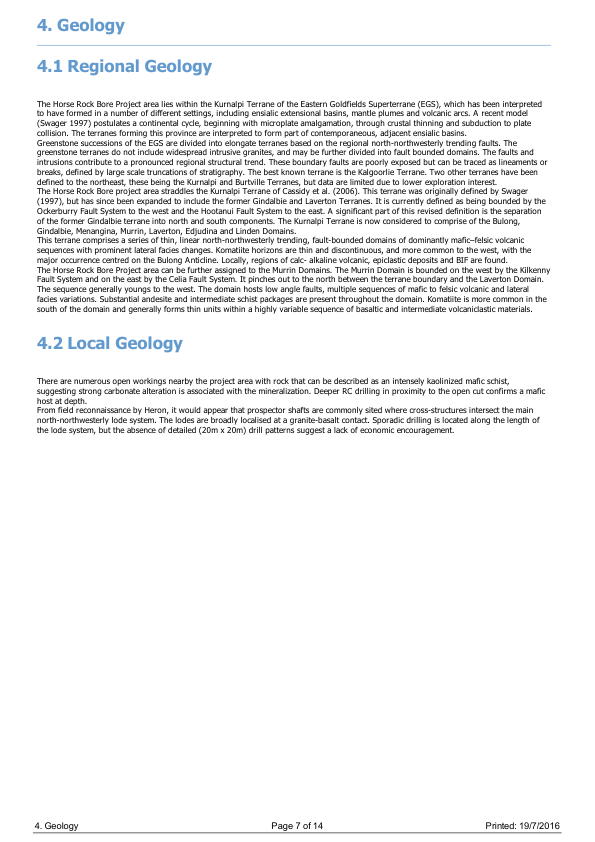 4. Geology
4.1 Regional Geology
The Horse Rock Bore Project area lies within the Kurnalpi Terrane of the Eastern Goldfields Superterrane (EGS), which has been interpreted
to have formed in a number of different settings, including ensialic extensional basins, mantle plumes and volcanic arcs. A recent model
(Swager 1997) postulates a continental cycle, beginning with microplate amalgamation, through crustal thinning and subduction to plate
collision. The terranes forming this province are interpreted to form part of contemporaneous, adjacent ensialic basins.
Greenstone successions of the EGS are divided into elongate terranes based on the regional north-northwesterly trending faults. The
greenstone terranes do not include widespread intrusive granites, and may be further divided into fault bounded domains. The faults and
intrusions contribute to a pronounced regional structural trend. These boundary faults are poorly exposed but can be traced as lineaments or
breaks, defined by large scale truncations of stratigraphy. The best known terrane is the Kalgoorlie Terrane. Two other terranes have been
defined to the northeast, these being the Kurnalpi and Burtville Terranes, but data are limited due to lower exploration interest.
The Horse Rock Bore project area straddles the Kurnalpi Terrane of Cassidy et al. (2006). This terrane was originally defined by Swager
(1997), but has since been expanded to include the former Gindalbie and Laverton Terranes. It is currently defined as being bounded by the
Ockerburry Fault System to the west and the Hootanui Fault System to the east. A significant part of this revised definition is the separation
of the former Gindalbie terrane into north and south components. The Kurnalpi Terrane is now considered to comprise of the Bulong,
Gindalbie, Menangina, Murrin, Laverton, Edjudina and Linden Domains.
This terrane comprises a series of thin, linear north-northwesterly trending, fault-bounded domains of dominantly mafic–felsic volcanic
sequences with prominent lateral facies changes. Komatiite horizons are thin and discontinuous, and more common to the west, with the
major occurrence centred on the Bulong Anticline. Locally, regions of calc- alkaline volcanic, epiclastic deposits and BIF are found.
The Horse Rock Bore Project area can be further assigned to the Murrin Domains. The Murrin Domain is bounded on the west by the Kilkenny
Fault System and on the east by the Celia Fault System. It pinches out to the north between the terrane boundary and the Laverton Domain.
The sequence generally youngs to the west. The domain hosts low angle faults, multiple sequences of mafic to felsic volcanic and lateral
facies variations. Substantial andesite and intermediate schist packages are present throughout the domain. Komatiite is more common in the
south of the domain and generally forms thin units within a highly variable sequence of basaltic and intermediate volcaniclastic materials.
4.2 Local Geology
There are numerous open workings nearby the project area with rock that can be described as an intensely kaolinized mafic schist,
suggesting strong carbonate alteration is associated with the mineralization. Deeper RC drilling in proximity to the open cut confirms a mafic
host at depth.
From field reconnaissance by Heron, it would appear that prospector shafts are commonly sited where cross-structures intersect the main
north-northwesterly lode system. The lodes are broadly localised at a granite-basalt contact. Sporadic drilling is located along the length of
the lode system, but the absence of detailed (20m x 20m) drill patterns suggest a lack of economic encouragement.
4. Geology Page 7 of 14 Printed: 19/7/2016